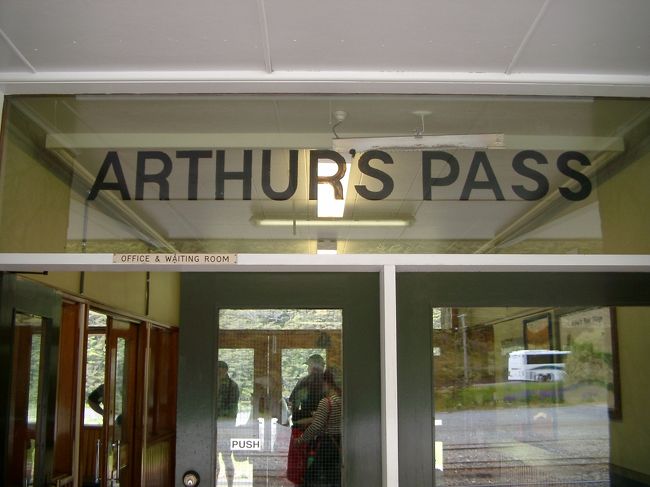 ARTHUR'S PASS
OFFICE & WAITING ROOM
PUSH